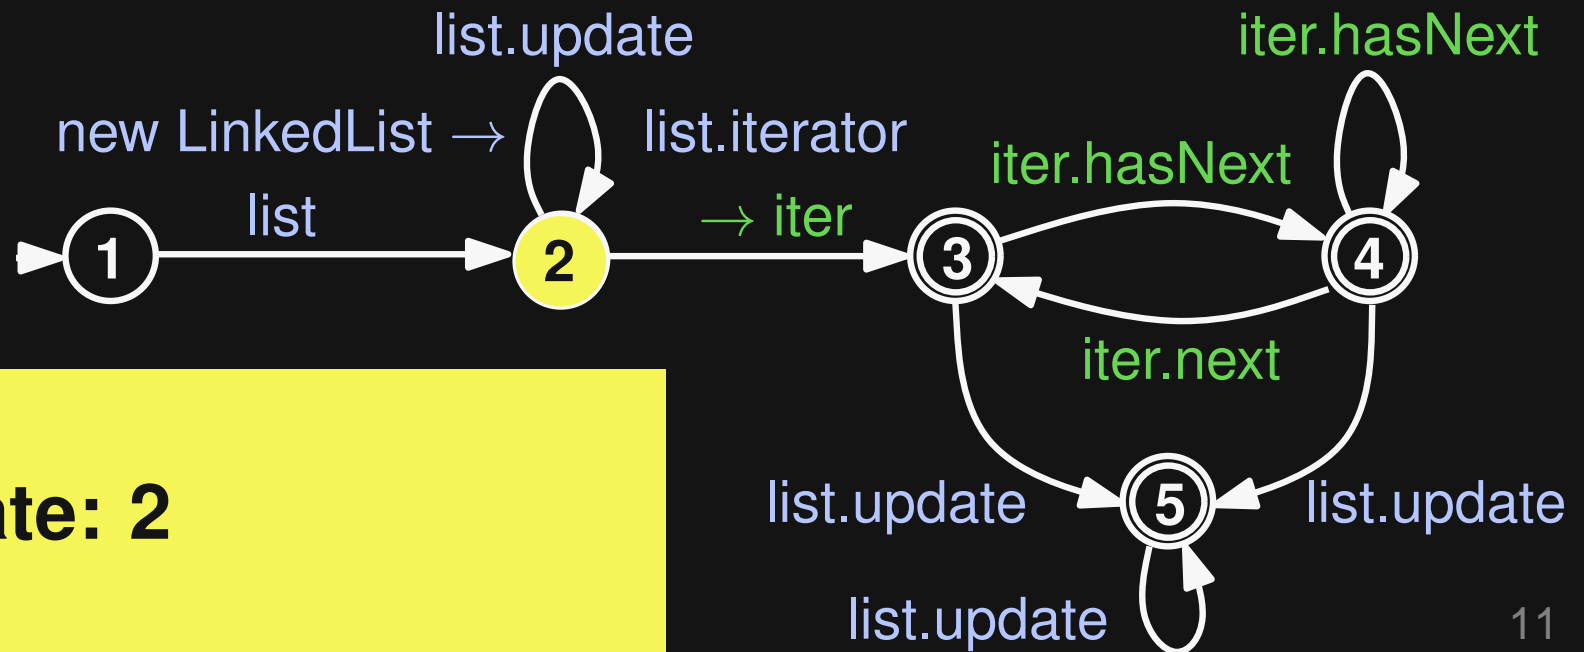 list.update
iter.hasNext
new LinkedList →
list.iterator
iter.hasNext
list
→ iter
1
2
3
4
iter.next
list.update
5
list.update
ate: 2
list.update
11